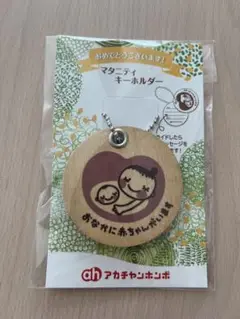 おめでとうございます！
マタニティ
キーホルダー
おなかに赤ちゃんがいます
ah アカチャンホンポ